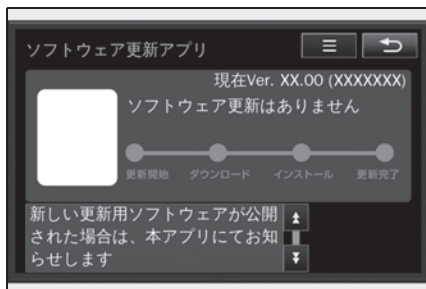 ソフトウェア更新アプリ
現在Ver. XX.00 (XXXXXXX)
ソフトウェア更新はありません
更新開始 ダウンロード インストール 更新完了
新しい更新用ソフトウェアが公開
された場合は、本アプリにてお知
らせします